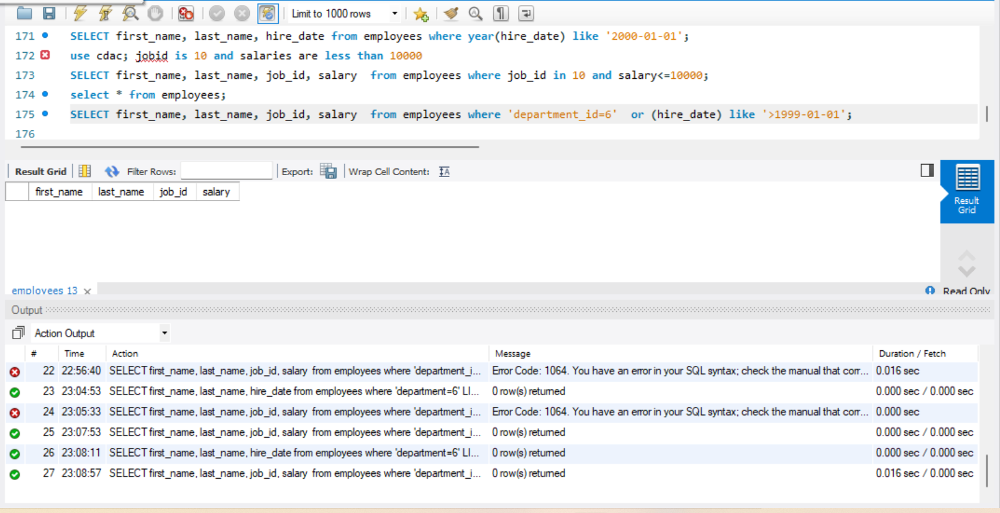 Limit to 1000 rows
171 SELECT first_name, last_name, hire_date from employees where year(hire_date) like '2000-01-01';
172 use cdac; jobid is 10 and salaries are less than 10000
173 SELECT first_name, last_name, job_id, salary  from employees where job_id in 10 and salary<=10000;
174 select * from employees;
175 SELECT first_name, last_name, job_id, salary  from employees where 'department_id=6'  or (hire_date) like '>1999-01-01';
176
Result Grid Filter Rows: Export: Wrap Cell Content: IA
first_name last_name job_id salary
Result
Grid
employees 13 × Read Only
Output
Action Output
# Time Action Message Duration / Fetch
22 22:56:40 SELECT first_name, last_name, job_id, salary  from employees where 'department_i... Error Code: 1064. You have an error in your SQL syntax; check the manual that corr... 0.016 sec
23 23:04:53 SELECT first_name, last_name, hire_date from employees where 'department=6' LI... 0 row(s) returned 0.000 sec / 0.000 sec
24 23:05:33 SELECT first_name, last_name, job_id, salary  from employees where 'department_i... Error Code: 1064. You have an error in your SQL syntax; check the manual that corr... 0.000 sec
25 23:07:53 SELECT first_name, last_name, job_id, salary  from employees where 'department_i... 0 row(s) returned 0.000 sec / 0.000 sec
26 23:08:11 SELECT first_name, last_name, hire_date from employees where 'department=6' LI... 0 row(s) returned 0.000 sec / 0.000 sec
27 23:08:57 SELECT first_name, last_name, job_id, salary  from employees where 'department_i... 0 row(s) returned 0.016 sec / 0.000 sec